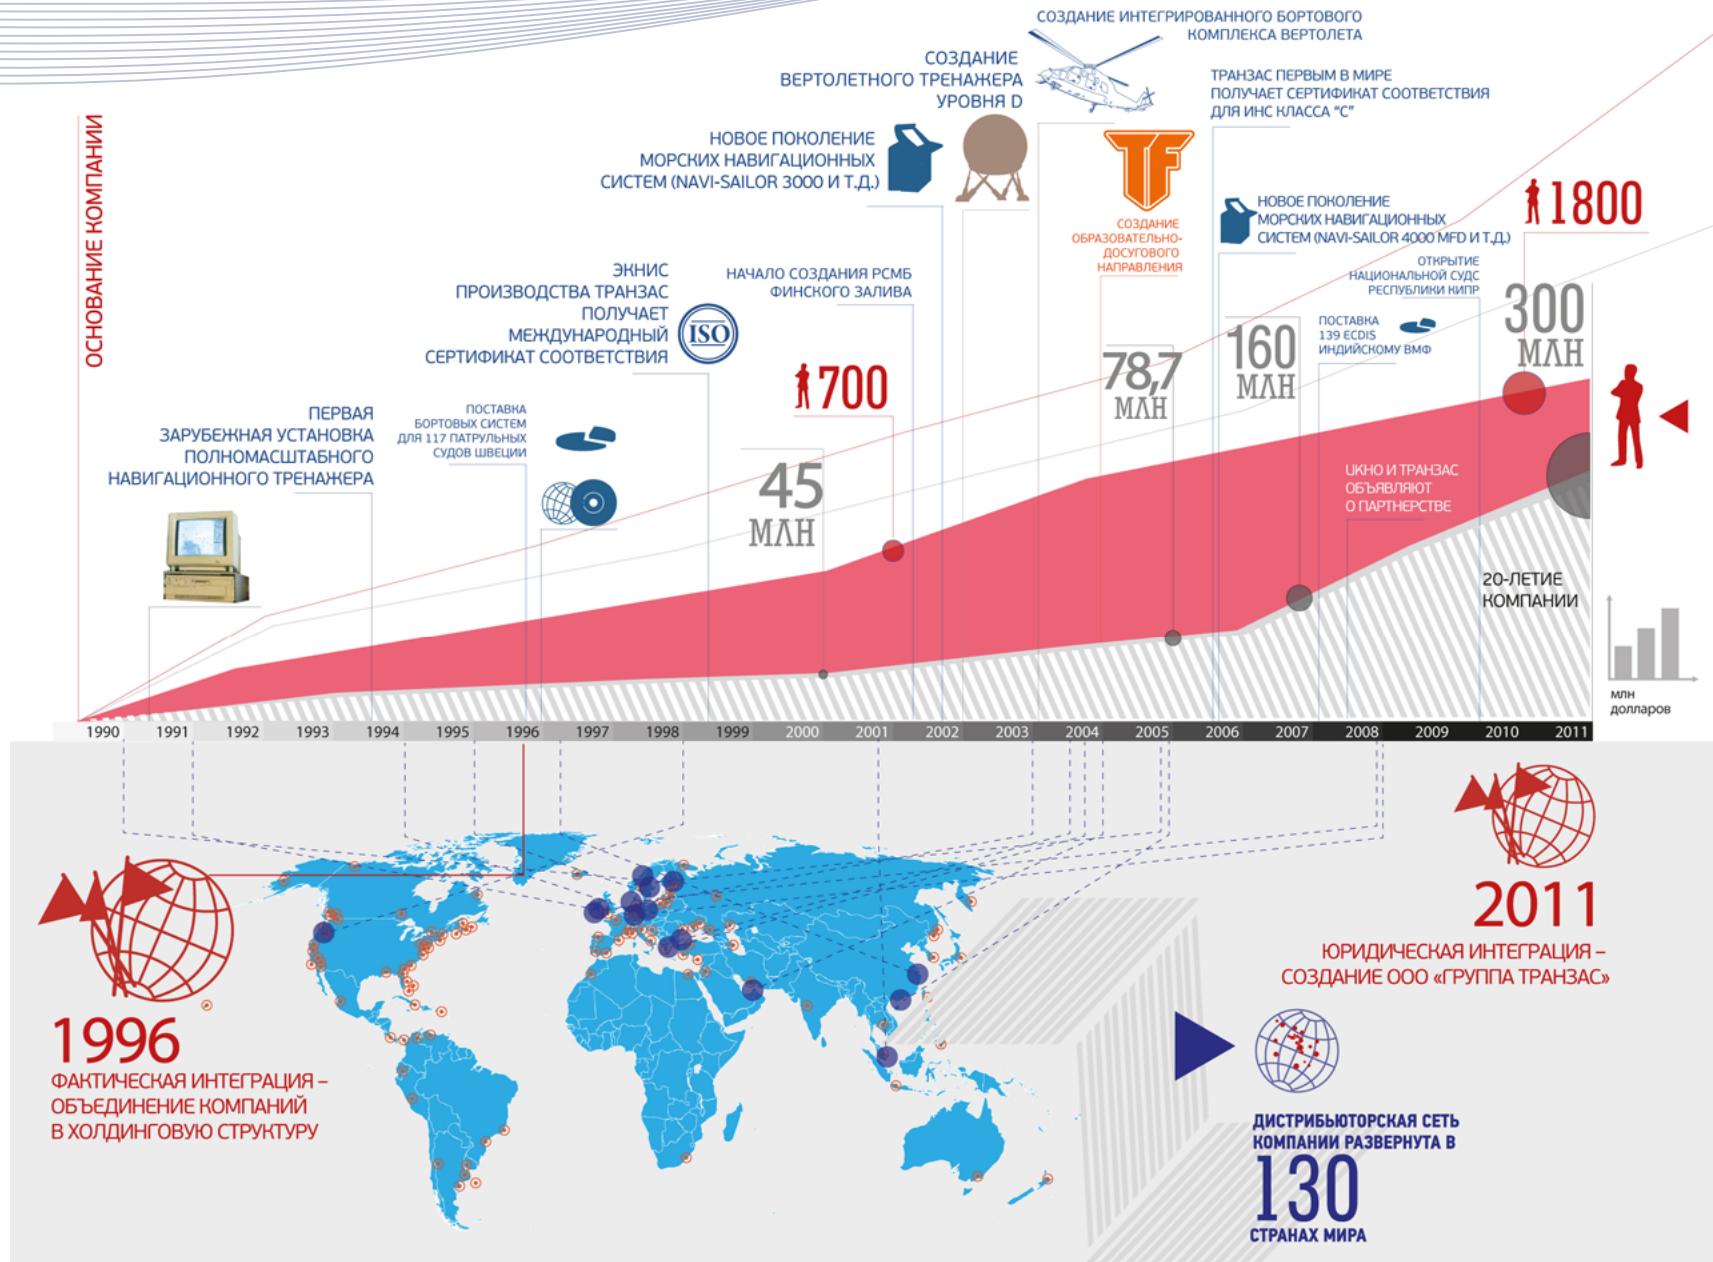 СОЗДАНИЕ ИНТЕГРИРОВАННОГО БОРТОВОГО
КОМПЛЕКСА ВЕРТОЛЕТА
СОЗДАНИЕ
ВЕРТОЛЕТНОГО ТРЕНАЖЕРА
УРОВНЯ D
ТРАНЗАС ПЕРВЫМ В МИРЕ
ПОЛУЧАЕТ СЕРТИФИКАТ СООТВЕТСТВИЯ
ДЛЯ ИНС КЛАССА "С"
ОСНОВАНИЕ КОМПАНИИ
НОВОЕ ПОКОЛЕНИЕ
МОРСКИХ НАВИГАЦИОННЫХ
СИСТЕМ (NAVI-SAILOR 3000 И Т.Д.)
TF
СОЗДАНИЕ
ОБРАЗОВАТЕЛЬНО-
ДОСУГОВОГО
НАПРАВЛЕНИЯ
1800
НОВОЕ ПОКОЛЕНИЕ
МОРСКИХ НАВИГАЦИОННЫХ
СИСТЕМ (NAVI-SAILOR 4000 MFD И Т.Д.)
ОТКРЫТИЕ
НАЦИОНАЛЬНОЙ СУДС
РЕСПУБЛИКИ КИПР
ЭКНИС
ПРОИЗВОДСТВА ТРАНЗАС
ПОЛУЧАЕТ
МЕЖДУНАРОДНЫЙ
СЕРТИФИКАТ СООТВЕТСТВИЯ
ISO
НАЧАЛО СОЗДАНИЯ РСМБ
ФИНСКОГО ЗАЛИВА
300
МЛН
ПОСТАВКА
139 ECDIS
ИНДИЙСКОМУ ВМФ
160
МЛН
78,7
МЛН
700
ПЕРВАЯ
ЗАРУБЕЖНАЯ УСТАНОВКА
ПОЛНОМАСШТАБНОГО
НАВИГАЦИОННОГО ТРЕНАЖЕРА
ПОСТАВКА
БОРТОВЫХ СИСТЕМ
ДЛЯ 117 ПАТРУЛЬНЫХ
СУДОВ ШВЕЦИИ
45
МЛН
UKHO И ТРАНЗАС
ОБЪЯВЛЯЮТ
О ПАРТНЕРСТВЕ
20-ЛЕТИЕ
КОМПАНИИ
млн
долларов
1990 1991 1992 1993 1994 1995 1996 1997 1998 1999 2000 2001 2002 2003 2004 2005 2006 2007 2008 2009 2010 2011
1996
ФАКТИЧЕСКАЯ ИНТЕГРАЦИЯ –
ОБЪЕДИНЕНИЕ КОМПАНИЙ
В ХОЛДИНГОВУЮ СТРУКТУРУ
2011
ЮРИДИЧЕСКАЯ ИНТЕГРАЦИЯ –
СОЗДАНИЕ ООО «ГРУППА ТРАНЗАС»
ДИСТРИБЬЮТОРСКАЯ СЕТЬ
КОМПАНИИ РАЗВЕРНУТА В
130
СТРАНАХ МИРА